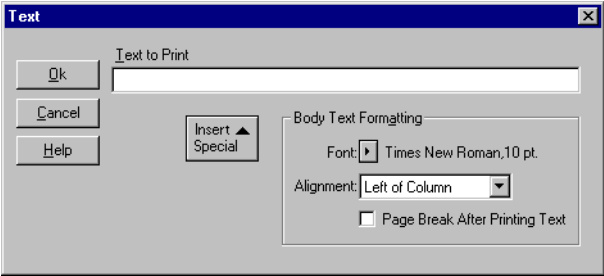 Text
Text to Print
Ok
Cancel
Help
Insert
Special
Body Text Formatting
Font: Times New Roman,10 pt.
Alignment: Left of Column
Page Break After Printing Text